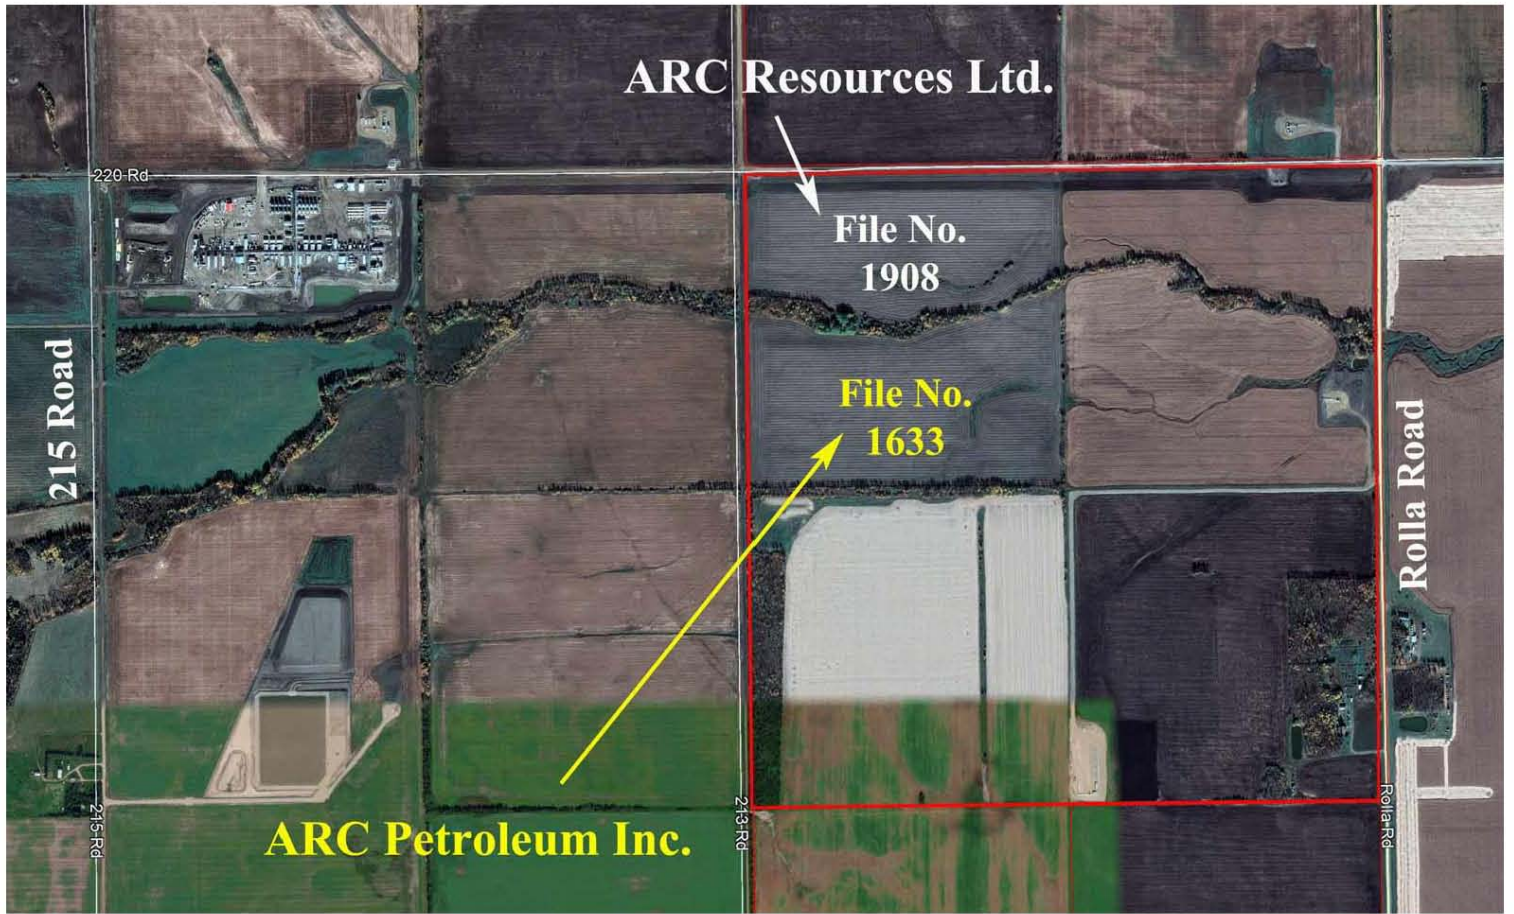 ARC Resources Ltd.
220 Rd
File No.
1908
215 Road
File No.
1633
Rolla Road
ARC Petroleum Inc.
215 Rd
213 Rd
Rolla Rd